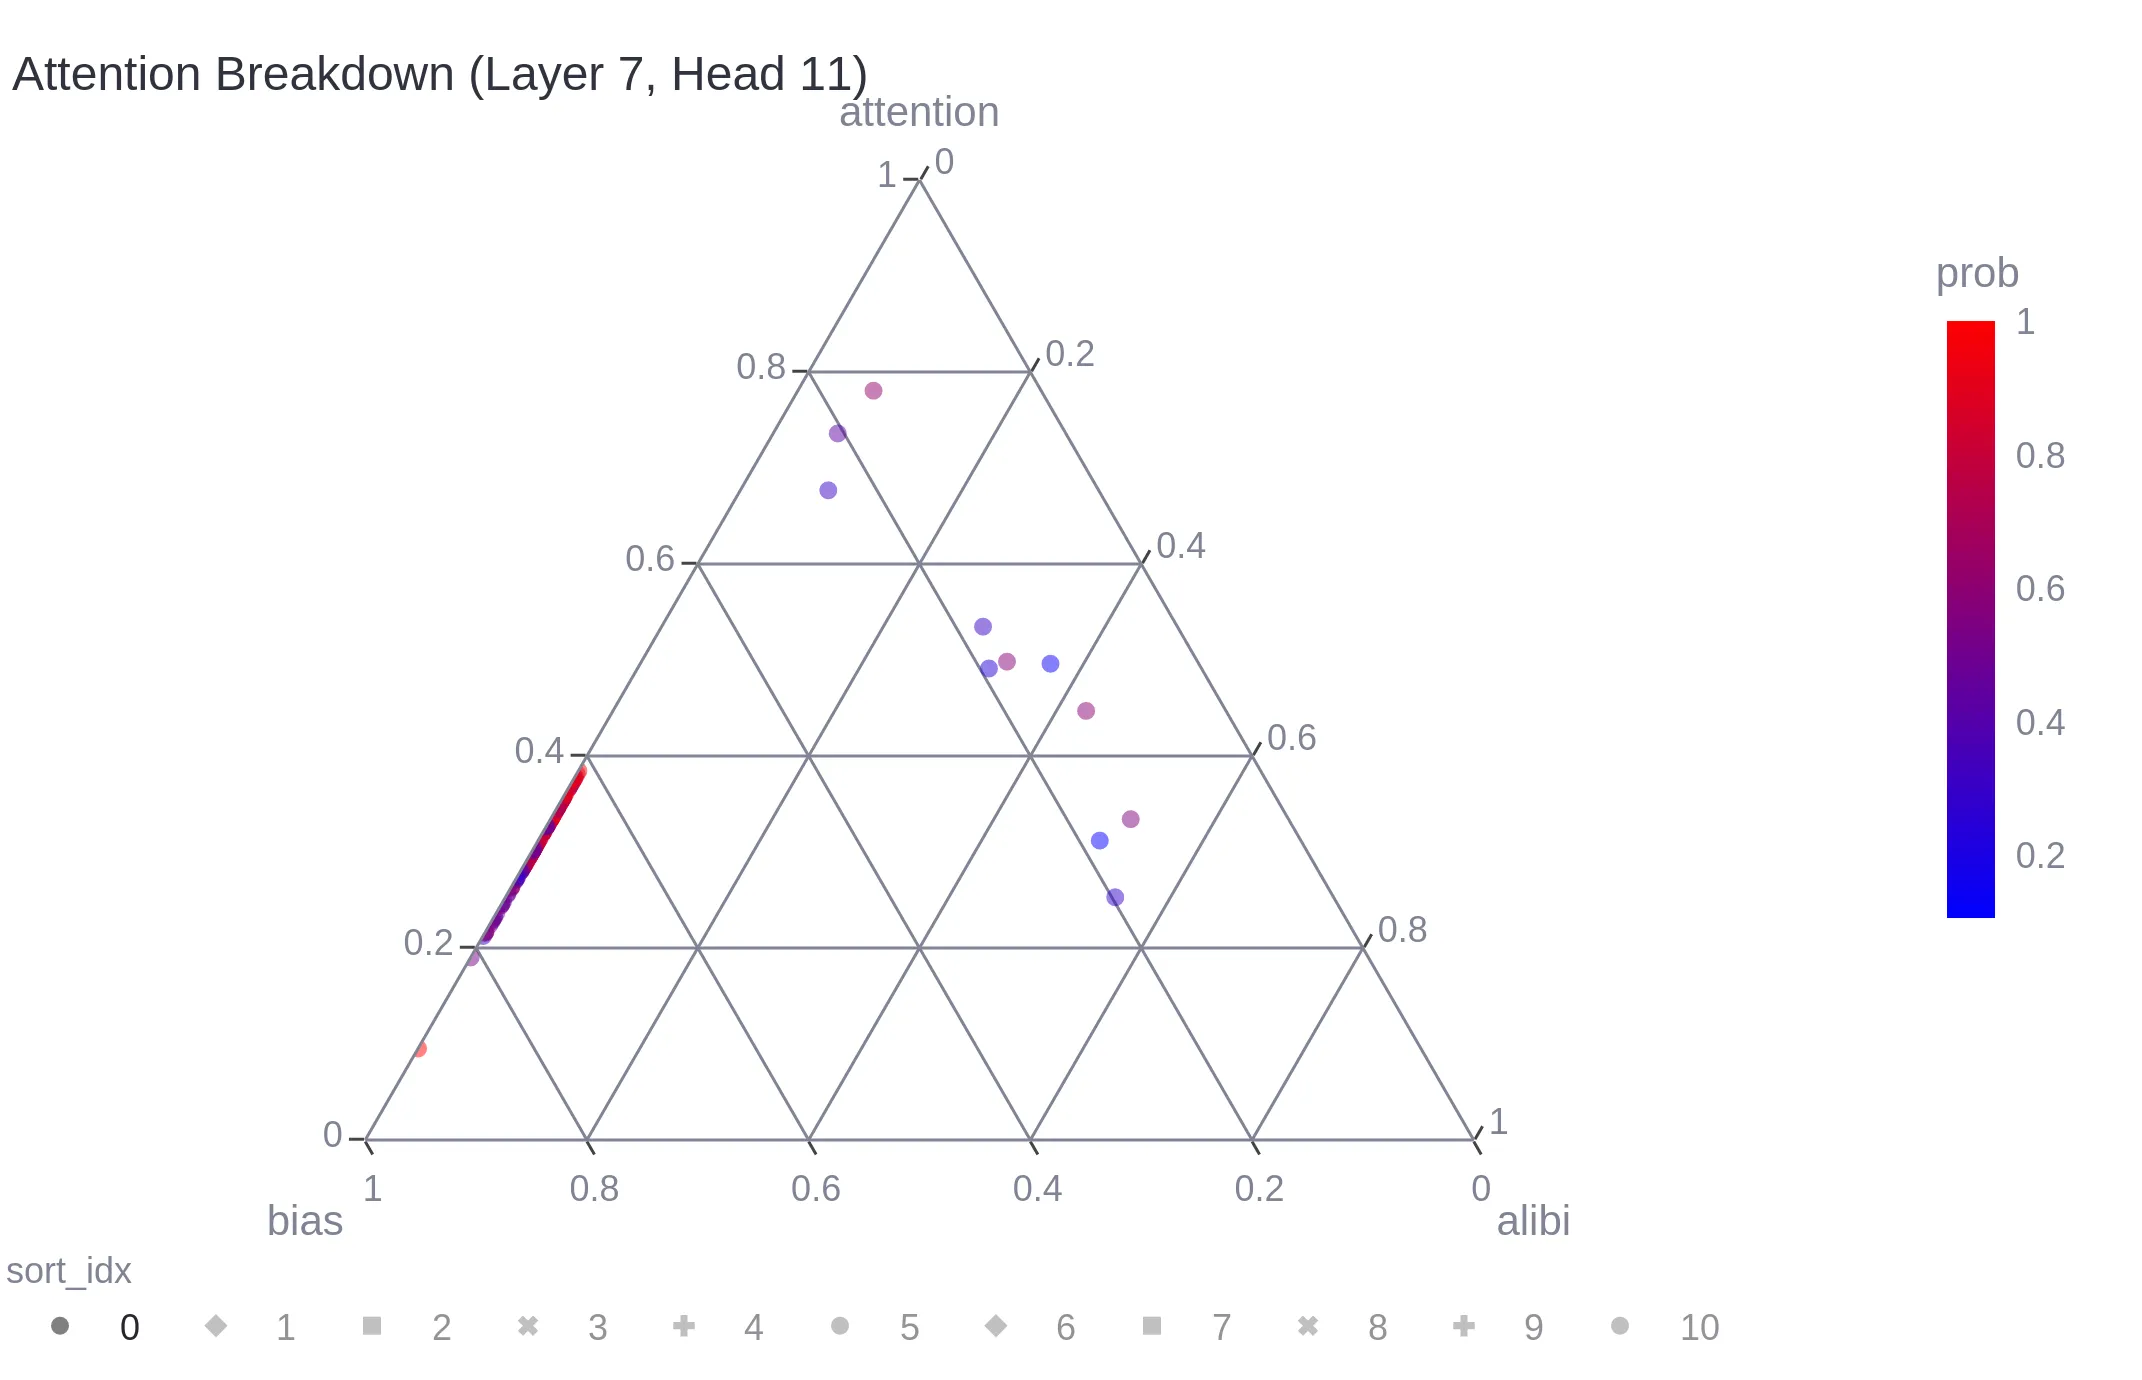 Attention Breakdown (Layer 7, Head 11)
attention
1 0
prob
1
0.8 0.2
0.8
0.6 0.4
0.6
0.4 0.6
0.4
0.2 0.8
0.2
0 1
1 0.8 0.6 0.4 0.2 0
bias alibi
sort_idx
0 1 2 3 4 5 6 7 8 9 10